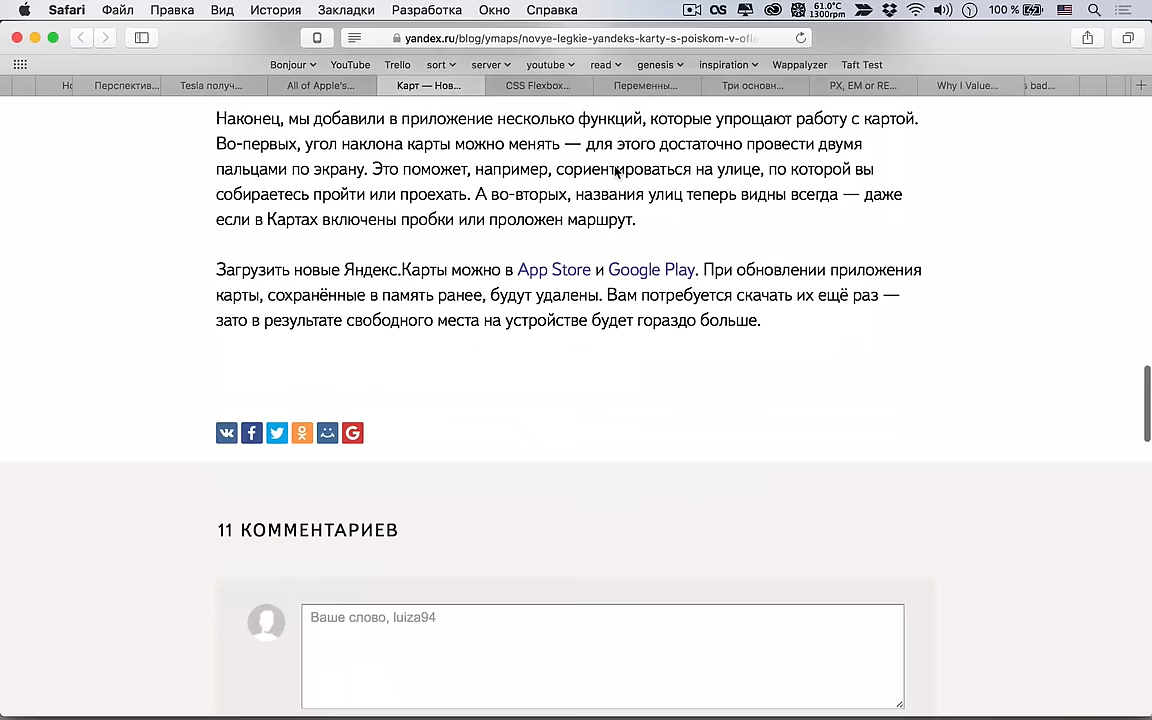 Safari Файл Правка Вид История Закладки Разработка Окно Справка OS 61.0°C 1300rpm 100 %
yandex.ru/blog/ymaps/novye-legkie-yandeks-karty-s-poiskom-v-ofla
Bonjour YouTube Trello sort server youtube read genesis inspiration Wappalyzer Taft Test
Но Перспектив... Tesla получ... All of Apple's... Карт — Нов... CSS Flexbox... Переменны... Три основн... PX, EM or RE... Why I Value... bad...
Наконец, мы добавили в приложение несколько функций, которые упрощают работу с картой.
Во-первых, угол наклона карты можно менять — для этого достаточно провести двумя
пальцами по экрану. Это поможет, например, сориентироваться на улице, по которой вы
собираетесь пройти или проехать. А во-вторых, названия улиц теперь видны всегда — даже
если в Картах включены пробки или проложен маршрут.
Загрузить новые Яндекс.Карты можно в App Store и Google Play. При обновлении приложения
карты, сохранённые в память ранее, будут удалены. Вам потребуется скачать их ещё раз —
зато в результате свободного места на устройстве будет гораздо больше.
11 КОММЕНТАРИЕВ
Ваше слово, luiza94